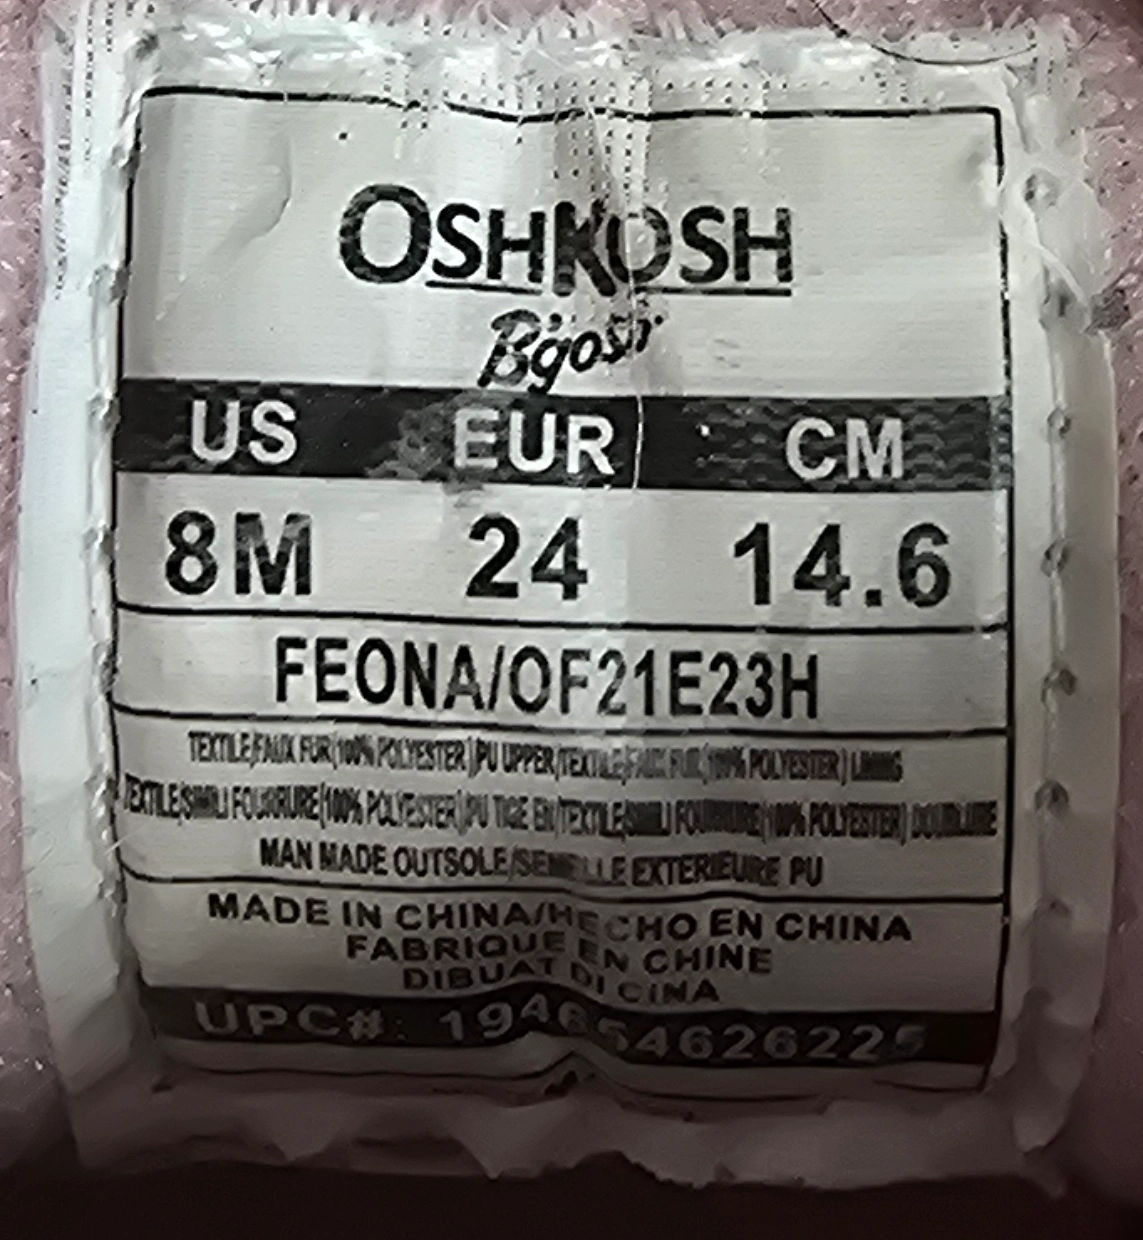 OSHKOSH
B'gosh
US EUR CM
8M 24 14.6
FEONA/OF21E23H
TEXTILE/FAUX FUR(100% POLYESTER)/PU UPPER/TEXTILE/FAUX FUR(100% POLYESTER) LINING
TEXTILE/SIMILI FOURRURE(100% POLYESTER)/PU TIGE EN/TEXTILE/SIMILI FOURRURE(100% POLYESTER) DOUBLURE
MAN MADE OUTSOLE/SEMELLE EXTERIEURE PU
MADE IN CHINA/HECHO EN CHINA
FABRIQUE EN CHINE
DIBUAT DI CINA
UPC#: